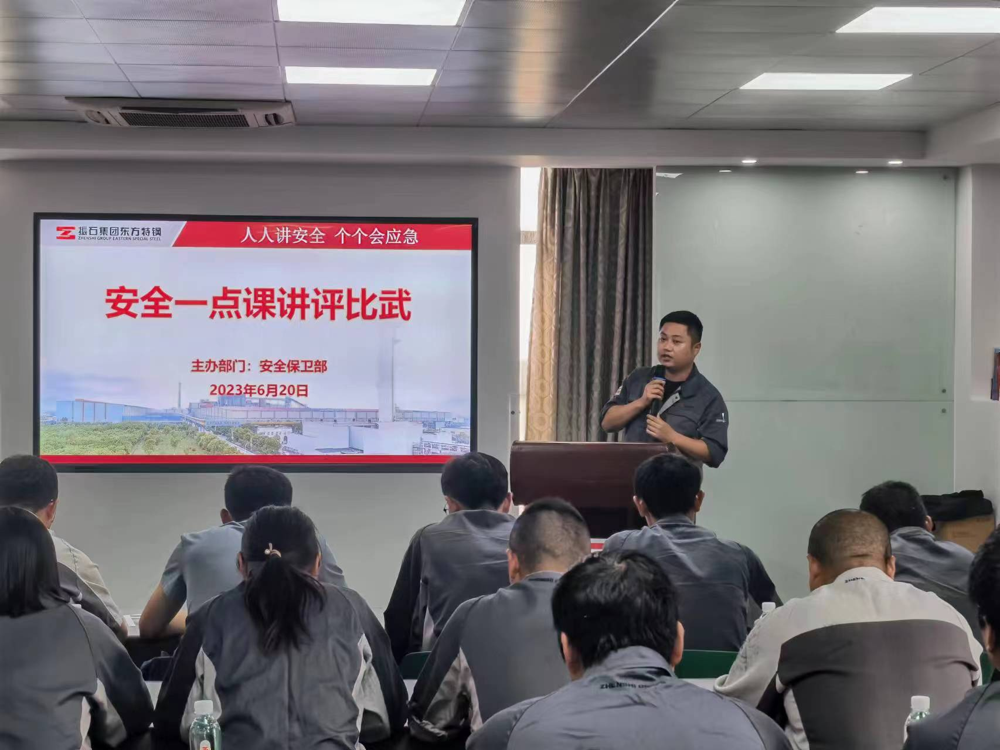 振石集团东方特钢
ZHENSHI GROUP EASTERN SPECIAL STEEL
人人讲安全 个个会应急
安全一点课讲评比武
主办部门：安全保卫部
2023年6月20日